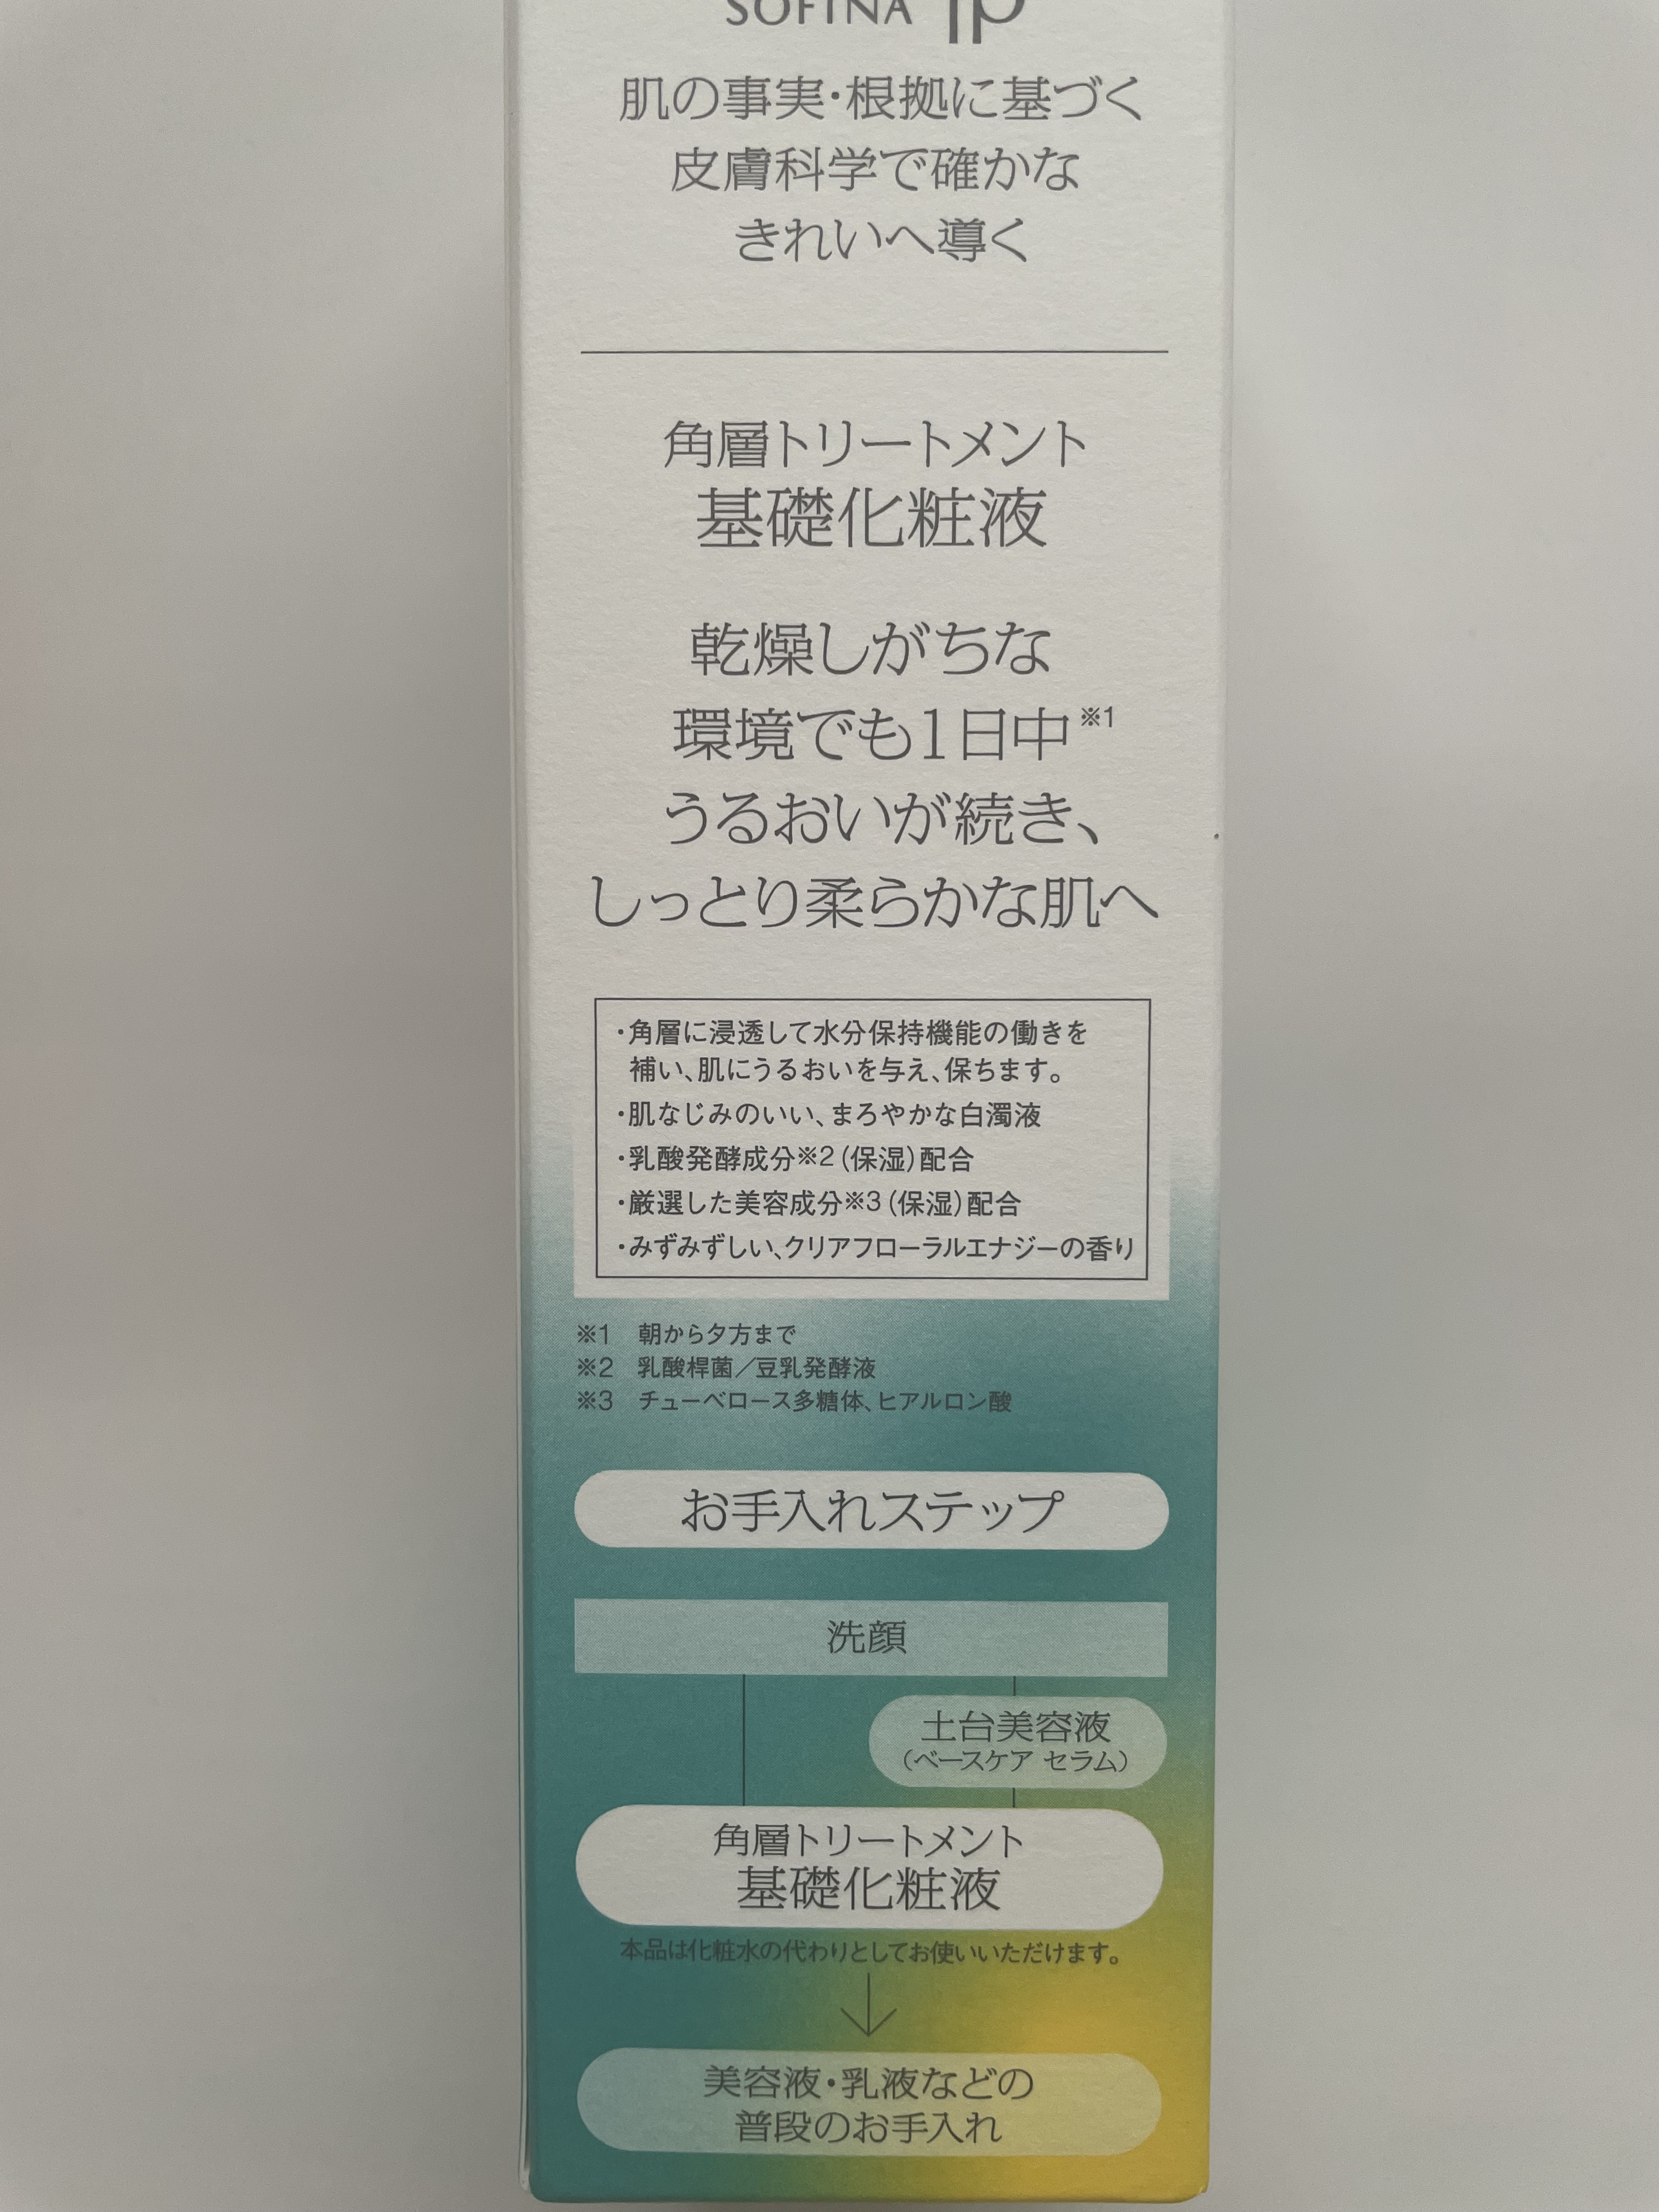 SOFINA iP
肌の事実・根拠に基づく
皮膚科学で確かな
きれいへ導く
角層トリートメント
基礎化粧液
乾燥しがちな
環境でも1日中※1
うるおいが続き、
しっとり柔らかな肌へ
・角層に浸透して水分保持機能の働きを
補い、肌にうるおいを与え、保ちます。
・肌なじみのいい、まろやかな白濁液
・乳酸発酵成分※2(保湿)配合
・厳選した美容成分※3(保湿)配合
・みずみずしい、クリアフローラルエナジーの香り
※1 朝から夕方まで
※2 乳酸桿菌／豆乳発酵液
※3 チューベロース多糖体、ヒアルロン酸
お手入れステップ
洗顔
土台美容液
(ベースケア セラム)
角層トリートメント
基礎化粧液
本品は化粧水の代わりとしてお使いいただけます。
美容液・乳液などの
普段のお手入れ